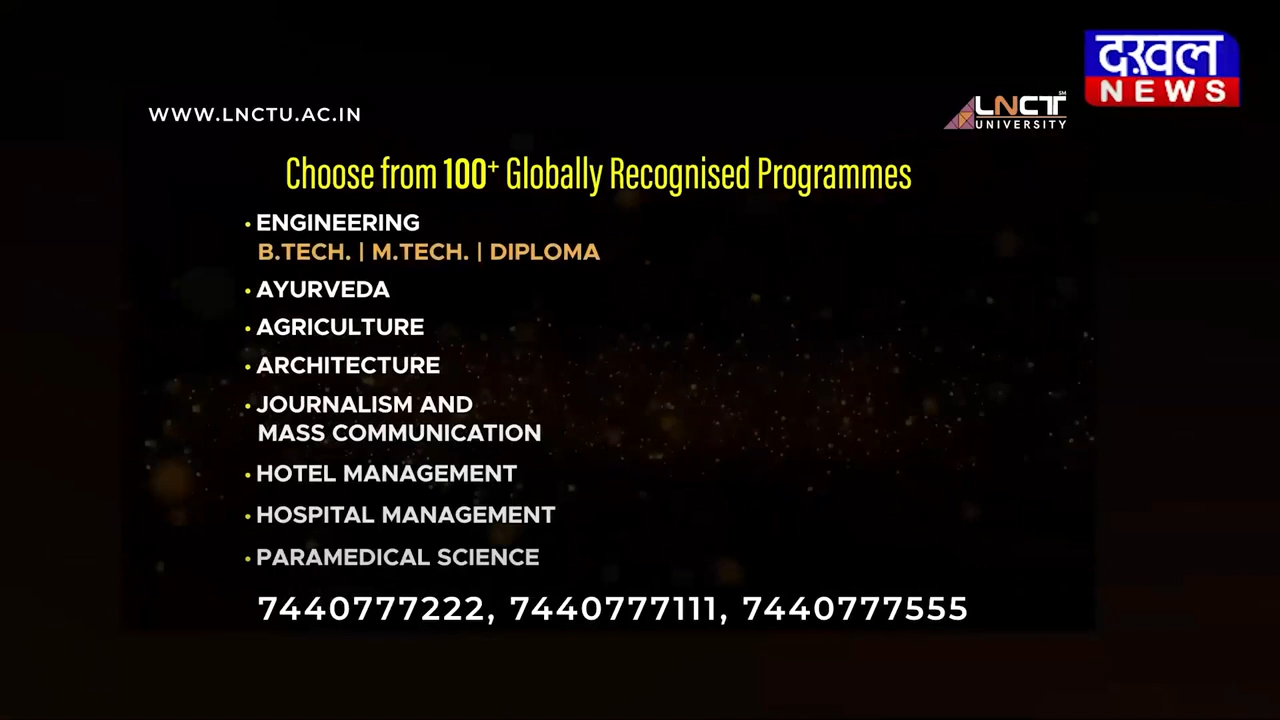 दख़ल
NEWS
WWW.LNCTU.AC.IN
LNCT SM
UNIVERSITY
Choose from 100+ Globally Recognised Programmes
• ENGINEERING
B.TECH. | M.TECH. | DIPLOMA
• AYURVEDA
• AGRICULTURE
• ARCHITECTURE
• JOURNALISM AND
MASS COMMUNICATION
• HOTEL MANAGEMENT
• HOSPITAL MANAGEMENT
• PARAMEDICAL SCIENCE
7440777222, 7440777111, 7440777555